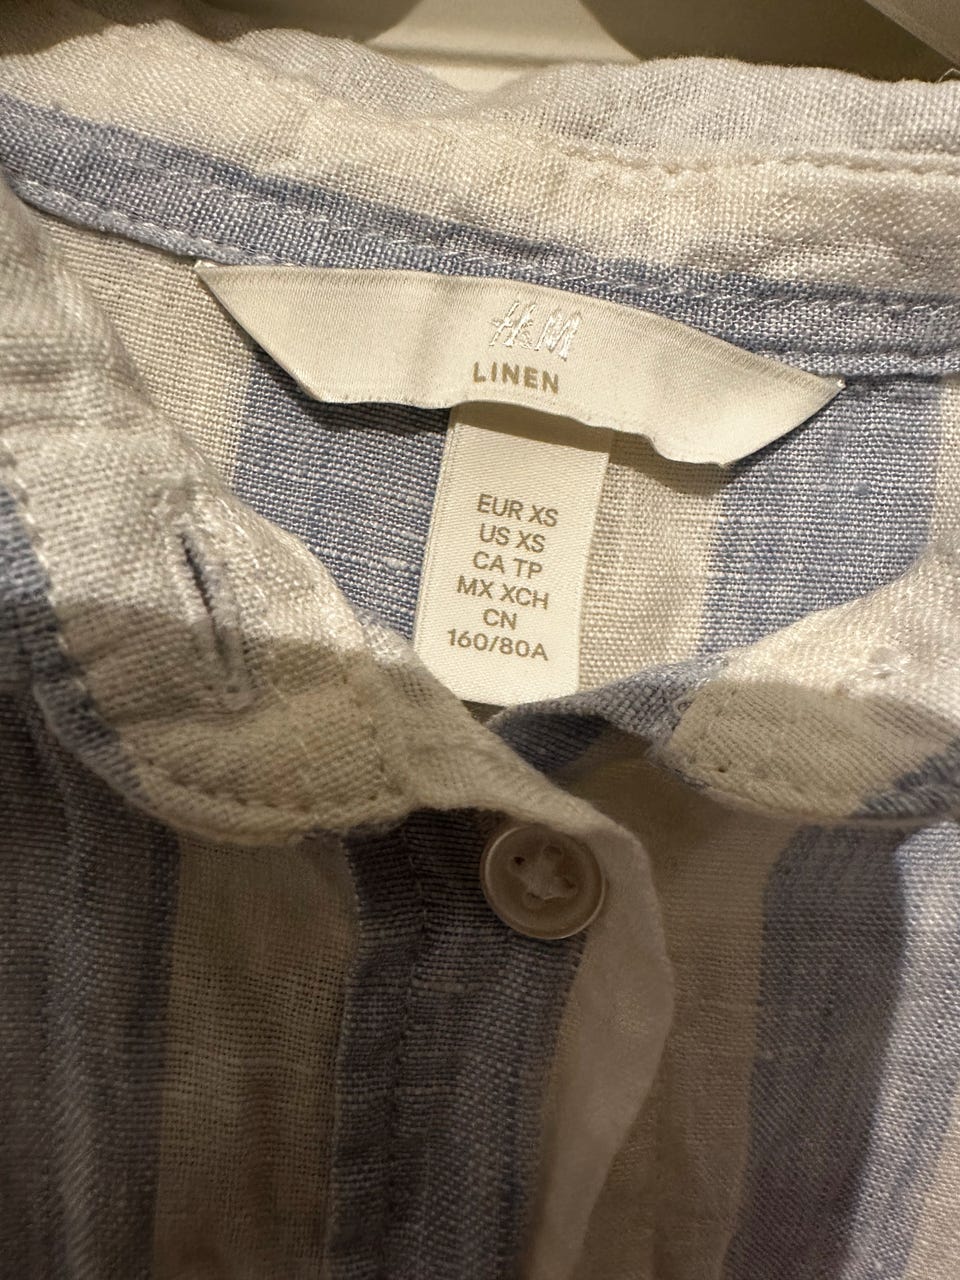 H&M
LINEN
EUR XS
US XS
CA TP
MX XCH
CN
160/80A